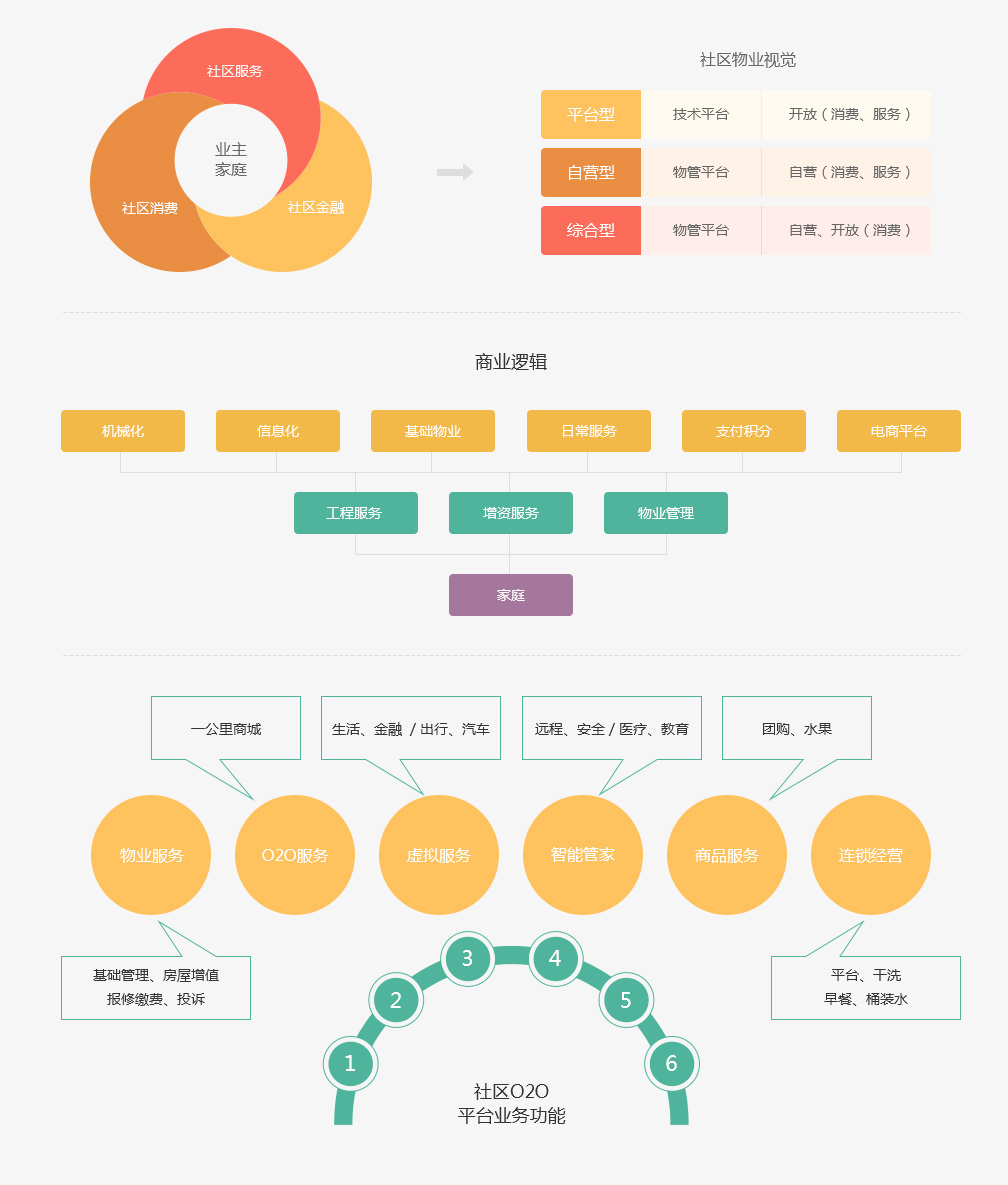 社区服务
业主
家庭
社区消费
社区金融
社区物业视觉
平台型 技术平台 开放（消费、服务）
自营型 物管平台 自营（消费、服务）
综合型 物管平台 自营、开放（消费）
商业逻辑
机械化 信息化 基础物业 日常服务 支付积分 电商平台
工程服务 增资服务 物业管理
家庭
一公里商城 生活、金融 / 出行、汽车 远程、安全 / 医疗、教育 团购、水果
物业服务 O2O服务 虚拟服务 智能管家 商品服务 连锁经营
基础管理、房屋增值
报修缴费、投诉
平台、干洗
早餐、桶装水
1
2
3
4
5
6
社区O2O
平台业务功能